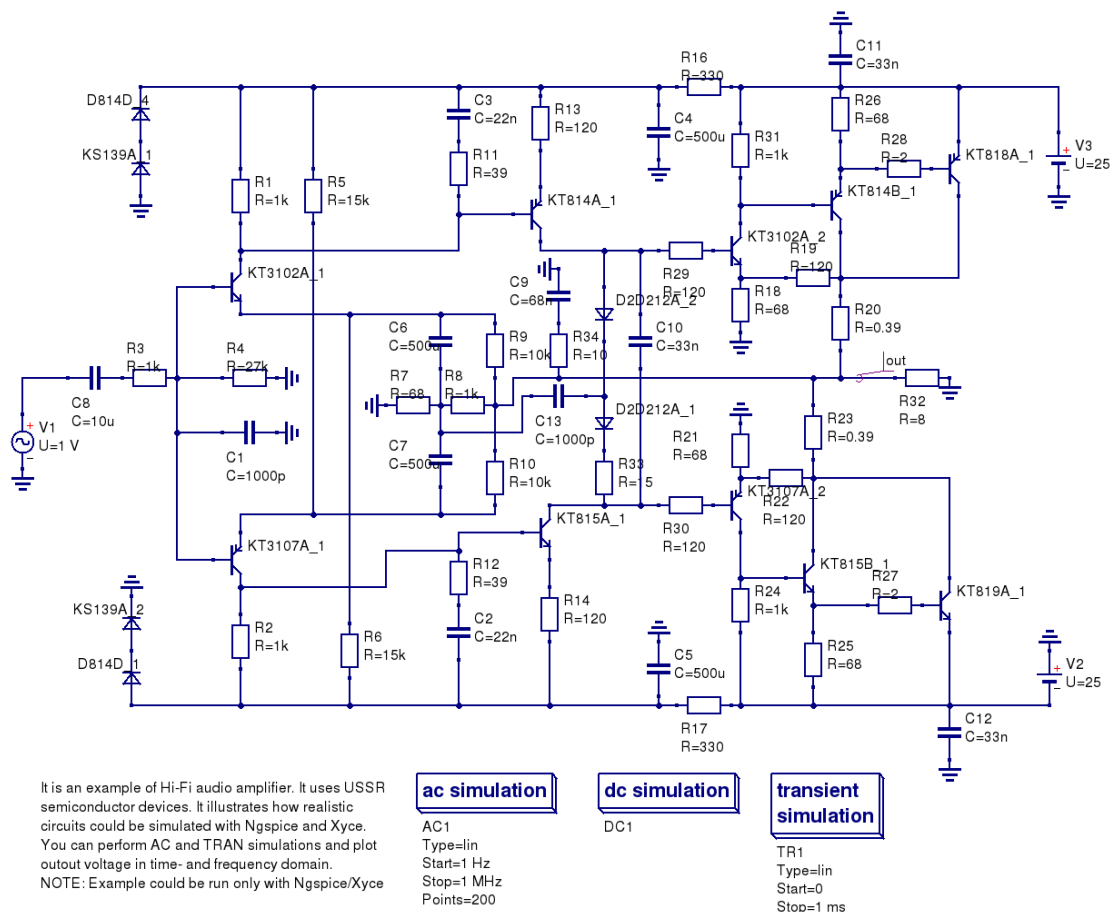 R16
R=330
C11
C=33n
D814D_4
KS139A_1
C3
C=22n
R13
R=120
R26
R=68
C4
C=500u
R31
R=1k
R28
R=2
KT818A_1
V3
U=25
R11
R=39
R1
R=1k
R5
R=15k
KT814A_1
KT814B_1
KT3102A_1
KT3102A_2
R19
R=120
R29
R=120
C9
C=68n
D2D212A_2
R18
R=68
R20
R=0.39
C6
C=500u
R9
R=10k
R34
R=10
C10
C=33n
R3
R=1k
R4
R=27k
R7
R=68
R8
R=1k
out
C8
C=10u
V1
U=1 V
C13
C=1000p
D2D212A_1
R32
R=8
C1
C=1000p
C7
C=500u
R10
R=10k
R33
R=15
R21
R=68
R23
R=0.39
KT3107A_2
R22
R=120
KT815A_1
R30
R=120
KT3107A_1
R12
R=39
KT815B_1
R27
R=2
KT819A_1
R24
R=1k
KS139A_2
D814D_1
R2
R=1k
R6
R=15k
C2
C=22n
R14
R=120
C5
C=500u
R25
R=68
V2
U=25
R17
R=330
C12
C=33n
It is an example of Hi-Fi audio amplifier. It uses USSR
semiconductor devices. It illustrates how realistic
circuits could be simulated with Ngspice and Xyce.
You can perform AC and TRAN simulations and plot
outout voltage in time- and frequency domain.
NOTE: Example could be run only with Ngspice/Xyce
ac simulation
AC1
Type=lin
Start=1 Hz
Stop=1 MHz
Points=200
dc simulation
DC1
transient
simulation
TR1
Type=lin
Start=0
Stop=1 ms